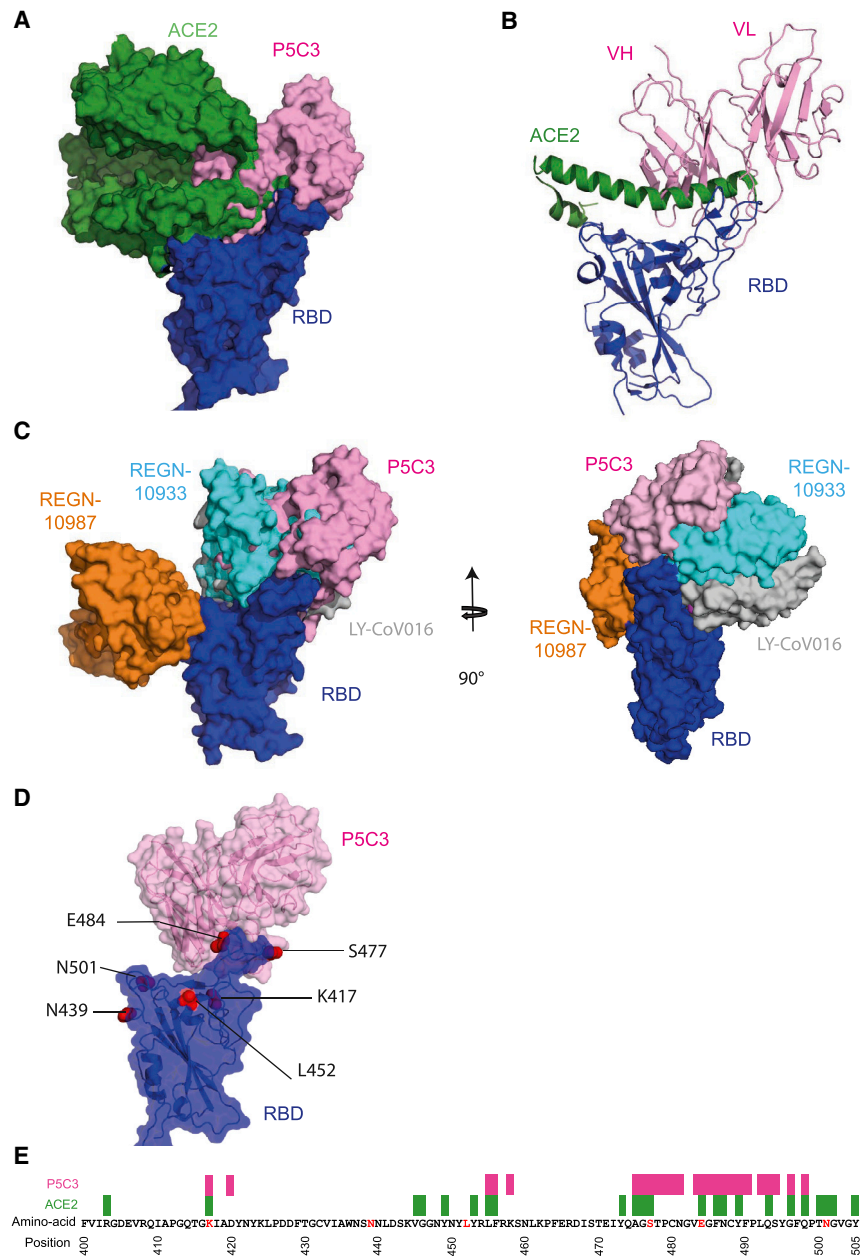 A
ACE2
P5C3
RBD
B
VH
VL
ACE2
RBD
C
REGN-
10987
REGN-
10933
P5C3
LY-CoV016
RBD
90°
P5C3
REGN-
10933
REGN-
10987
LY-CoV016
RBD
D
P5C3
E484
S477
N501
K417
N439
L452
RBD
E
P5C3
ACE2
Amino-acid FVIRGDEVRQIAPGQTGKIADYNYKLPDDFTGCVIAWNSNNLDSKVGGNYNYLYRLFRKSNLKPFERDISTEIYQAGSTPCNGVEGFNCYFPLQSYGFQPTNGVGY
Position 400 410 420 430 440 450 460 470 480 490 500 505